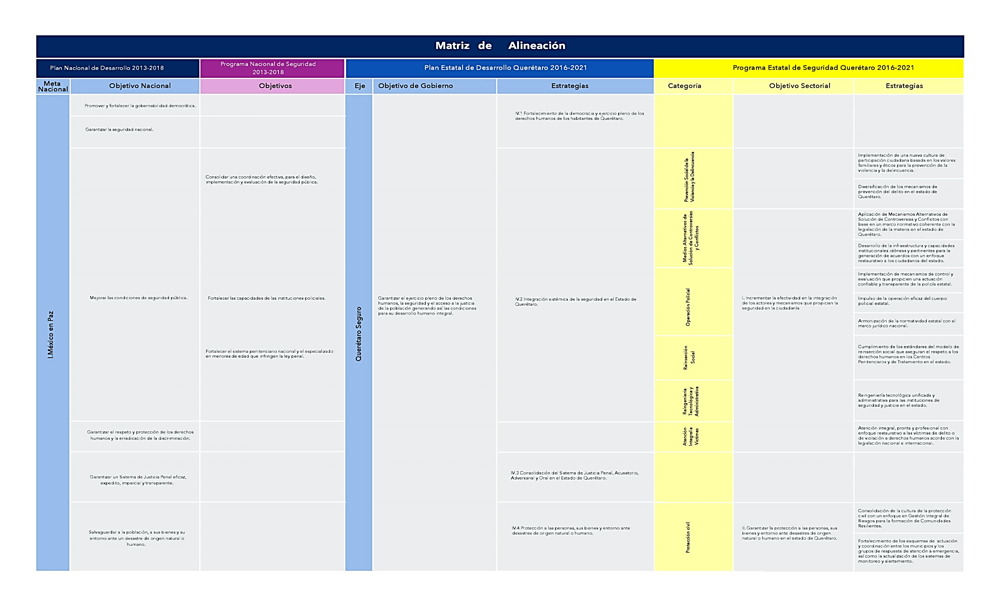 Matriz de Alineación
Plan Nacional de Desarrollo 2013-2018
Programa Nacional de Seguridad
2013-2018
Plan Estatal de Desarrollo Querétaro 2016-2021
Programa Estatal de Seguridad Querétaro 2016-2021
Meta
Nacional
Objetivo Nacional
Objetivos
Eje
Objetivo de Gobierno
Estrategias
Categoría
Objetivo Sectorial
Estrategias
I.México en Paz
Promover y fortalecer la gobernabilidad democrática.
Garantizar la seguridad nacional.
Mejorar las condiciones de seguridad pública.
Garantizar el respeto y protección de los derechos
humanos y la erradicación de la discriminación.
Garantizar un Sistema de Justicia Penal eficaz,
expedito, imparcial y transparente.
Salvaguardar a la población, a sus bienes y su
entorno ante un desastre de origen natural o
humano.
Consolidar una coordinación efectiva, para el diseño,
implementación y evaluación de la seguridad pública.
Fortalecer las capacidades de las instituciones policiales.
Fortalecer el sistema penitenciario nacional y el especializado
en menores de edad que infringen la ley penal.
Querétaro Seguro
Garantizar el ejercicio pleno de los derechos
humanos, la seguridad y el acceso a la justicia
de la población generando así las condiciones
para su desarrollo humano integral.
IV.1 Fortalecimiento de la democracia y ejercicio pleno de los
derechos humanos de los habitantes de Querétaro.
IV.2 Integración sistémica de la seguridad en el Estado de
Querétaro.
IV.3 Consolidación del Sistema de Justicia Penal, Acusatorio,
Adversarial y Oral en el Estado de Querétaro.
IV.4 Protección a las personas, sus bienes y entorno ante
desastres de origen natural o humano.
Prevención Social de la
Violencia y la Delincuencia
Medios Alternativos de
Solución de Controversias
y Conflictos
Operación Policial
Reinserción
Social
Reingeniería
Tecnológica y
Administrativa
Atención
Integral a
Víctimas
Protección civil
I. Incrementar la efectividad en la integración
de los actores y mecanismos que propician la
seguridad en la ciudadanía
II. Garantizar la protección a las personas, sus
bienes y entorno ante desastres de origen
natural o humano en el estado de Querétaro.
Implementación de una nueva cultura de
participación ciudadana basada en los valores
familiares y éticos para la prevención de la
violencia y la delincuencia.
Diversificación de los mecanismos de
prevención del delito en el estado de
Querétaro.
Aplicación de Mecanismos Alternativos de
Solución de Controversias y Conflictos con
base en un marco normativo coherente con la
legislación de la materia en el estado de
Querétaro.
Desarrollo de la infraestructura y capacidades
institucionales idóneas y pertinentes para la
generación de acuerdos con un enfoque
restaurativo a los ciudadanos del estado.
Implementación de mecanismos de control y
evaluación que propicien una actuación
confiable y transparente de la policía estatal.
Impulso de la operación eficaz del cuerpo
policial estatal.
Armonización de la normatividad estatal con el
marco jurídico nacional.
Cumplimiento de los estándares del modelo de
reinserción social que aseguran el respeto a los
derechos humanos en los Centros
Penitenciaros y de Tratamiento en el estado.
Reingeniería tecnológica unificada y
administrativa para las instituciones de
seguridad y justicia en el estado.
Atención integral, pronta y profesional con
enfoque restaurativo a las víctimas de delito o
de violación a derechos humanos acorde con la
legislación nacional e internacional.
Consolidación de la cultura de la protección
civil con un enfoque en Gestión Integral de
Riesgos para la formación de Comunidades
Resilientes.
Fortalecimiento de los esquemas de actuación
y coordinación entre los municipios y los
grupos de respuesta de atención a emergencia,
así como la actualización de los sistemas de
monitoreo y alertamiento.